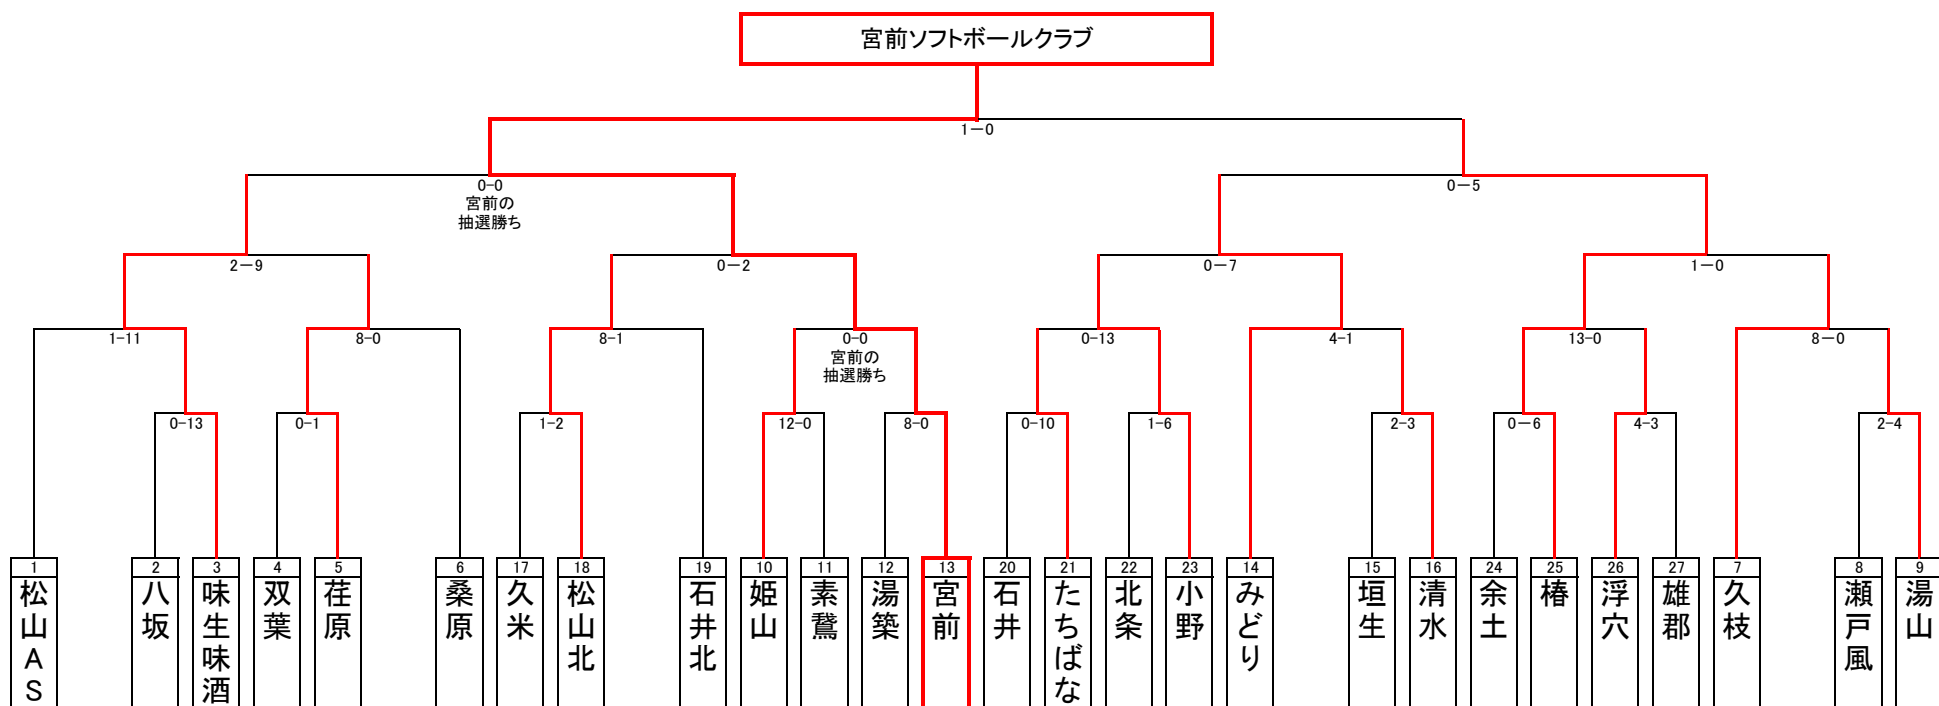 宮前ソフトボールクラブ
1－0
0-0
宮前の
抽選勝ち
0－5
2－9
0－2
0－7
1－0
1-11
8-0
8-1
0-0
宮前の
抽選勝ち
0-13
4-1
13-0
8－0
0-13
0-1
1-2
12-0
8-0
0-10
1-6
2-3
0－6
4-3
2-4
1
2
3
4
5
6
17
18
19
10
11
12
13
20
21
22
23
14
15
16
24
25
26
27
7
8
9
松山AS
八坂
味生味酒
双葉
荏原
桑原
久米
松山北
石井北
姫山
素鵞
湯築
宮前
石井
たちばな
北条
小野
みどり
垣生
清水
余土
椿
浮穴
雄郡
久枝
瀬戸風
湯山